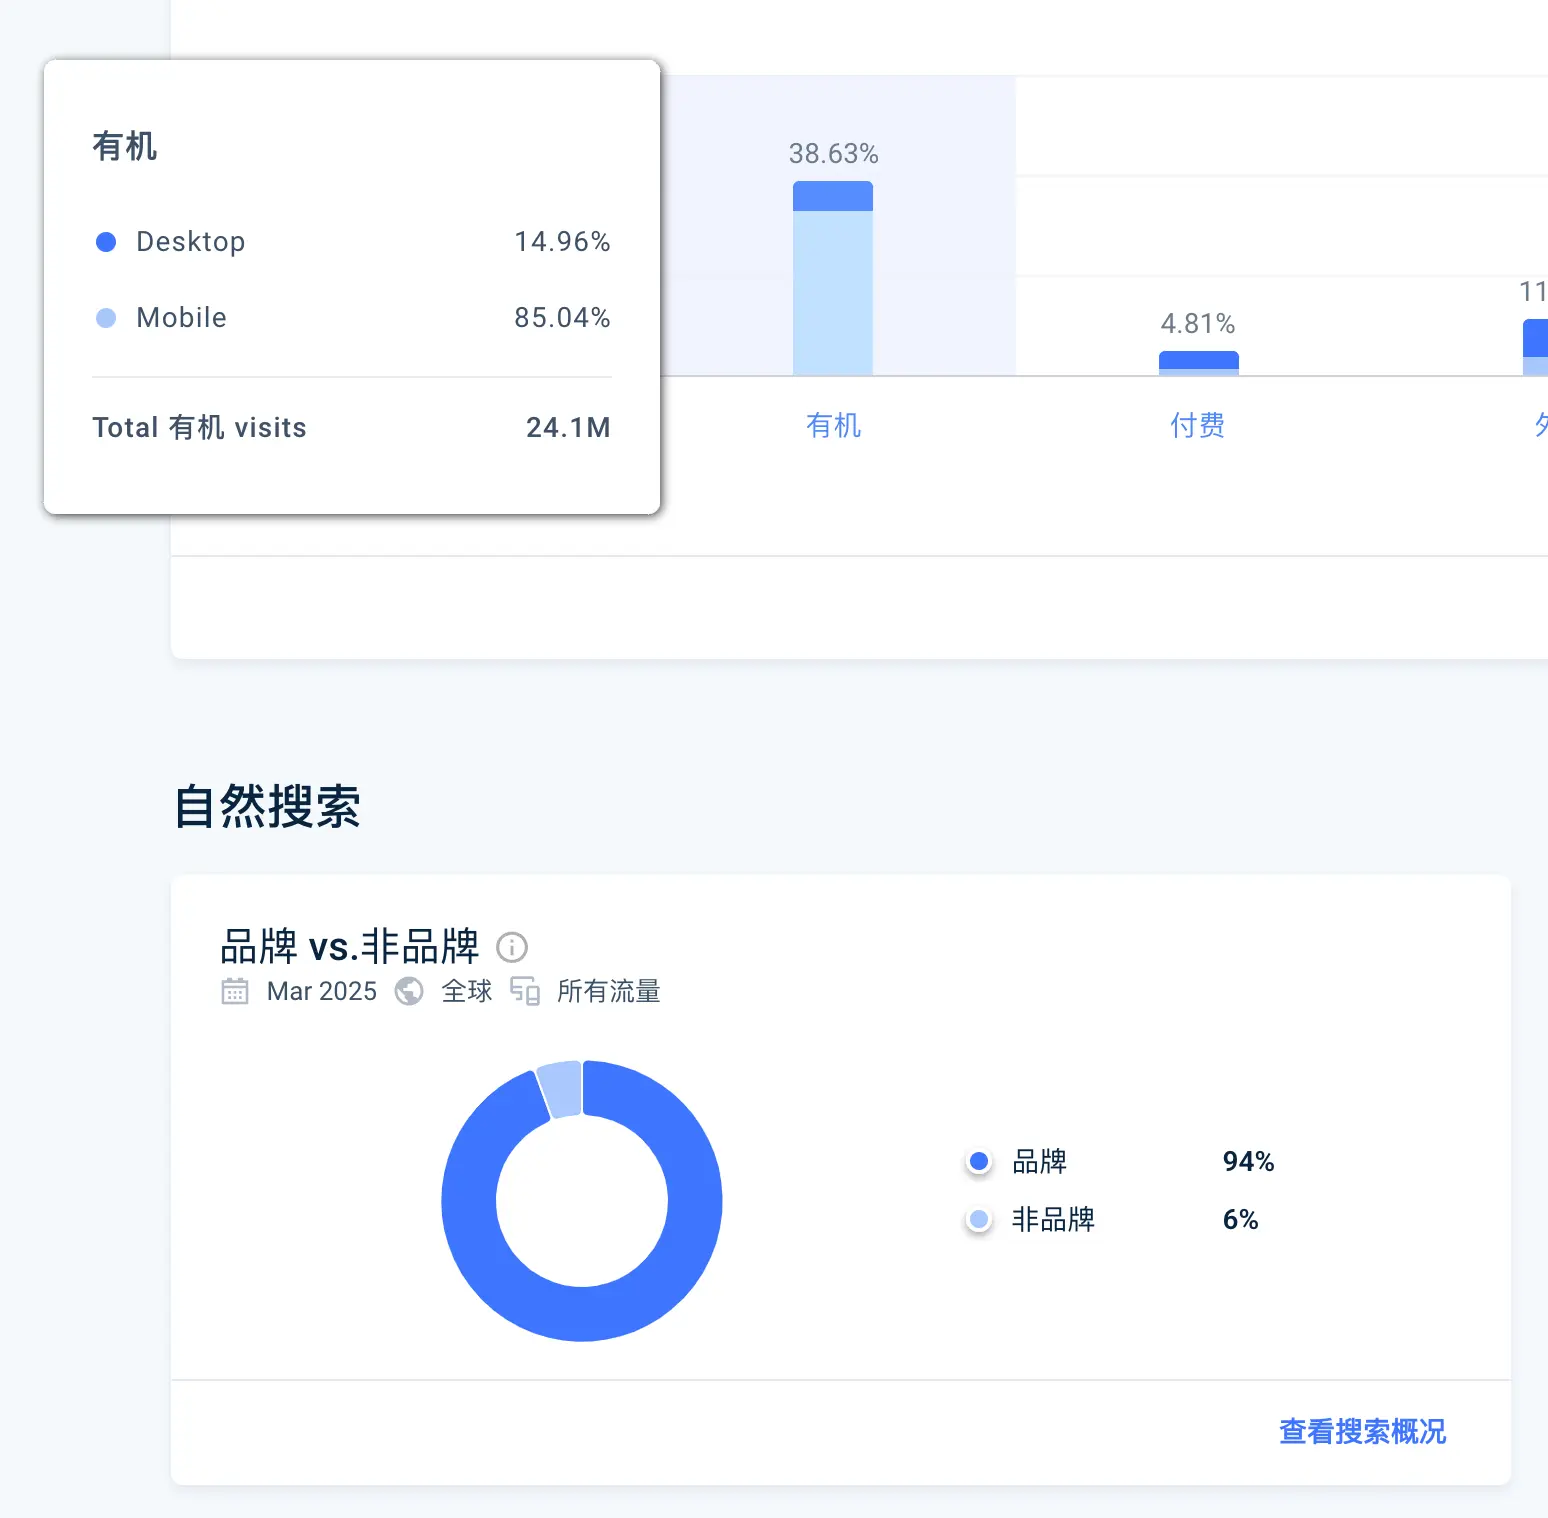 有机
Desktop 14.96%
Mobile 85.04%
Total 有机 visits 24.1M
38.63%
4.81%
11
有机
付费
自然搜索
品牌 vs.非品牌
Mar 2025 全球 所有流量
品牌 94%
非品牌 6%
查看搜索概况